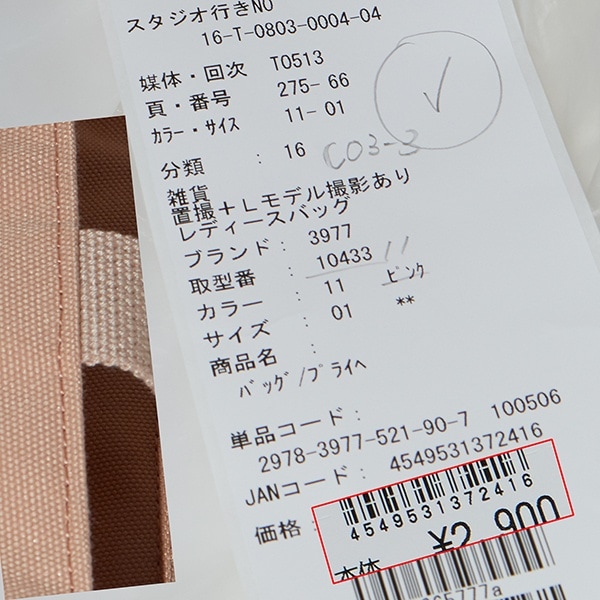 スタジオ行きNO
16-T-0803-0004-04
媒体・回次 T0513
頁・番号 275- 66
カラー・サイズ 11- 01
分類 : 16 C03-3
雑貨
置撮＋Lモデル撮影あり
レディースバッグ
ブランド : 3977
取型番 : 10433 11
カラー : 11 ピンク
サイズ : 01 **
商品名 :
バッグ/プライヘ
単品コード :
2978-3977-521-90-7 100506
JANコード : 4549531372416
価格 :
4549531372416
本体 ¥2,900
65777a